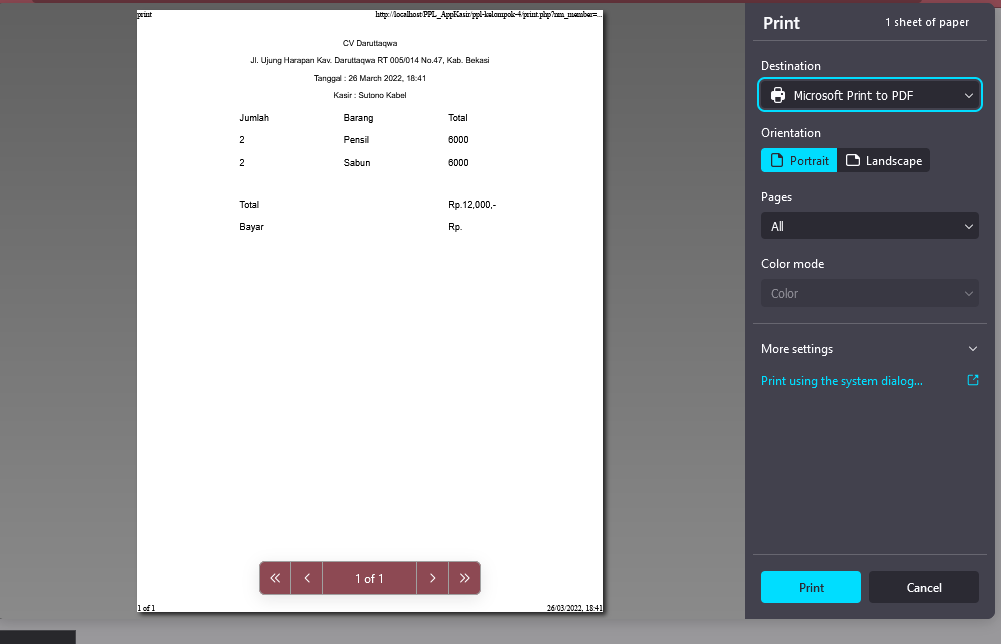 print http://localhost/PPL_AppKasir/ppl-kelompok-4/print.php?nm_member=...
CV Daruttaqwa
Jl. Ujung Harapan Kav. Daruttaqwa RT 005/014 No.47, Kab. Bekasi
Tanggal : 26 March 2022, 18:41
Kasir : Sutono Kabel
Jumlah Barang Total
2 Pensil 6000
2 Sabun 6000
Total Rp.12,000,-
Bayar Rp.
1 of 1
1 of 1 26/03/2022, 18:41
Print 1 sheet of paper
Destination
Microsoft Print to PDF
Orientation
Portrait Landscape
Pages
All
Color mode
Color
More settings
Print using the system dialog...
Print Cancel